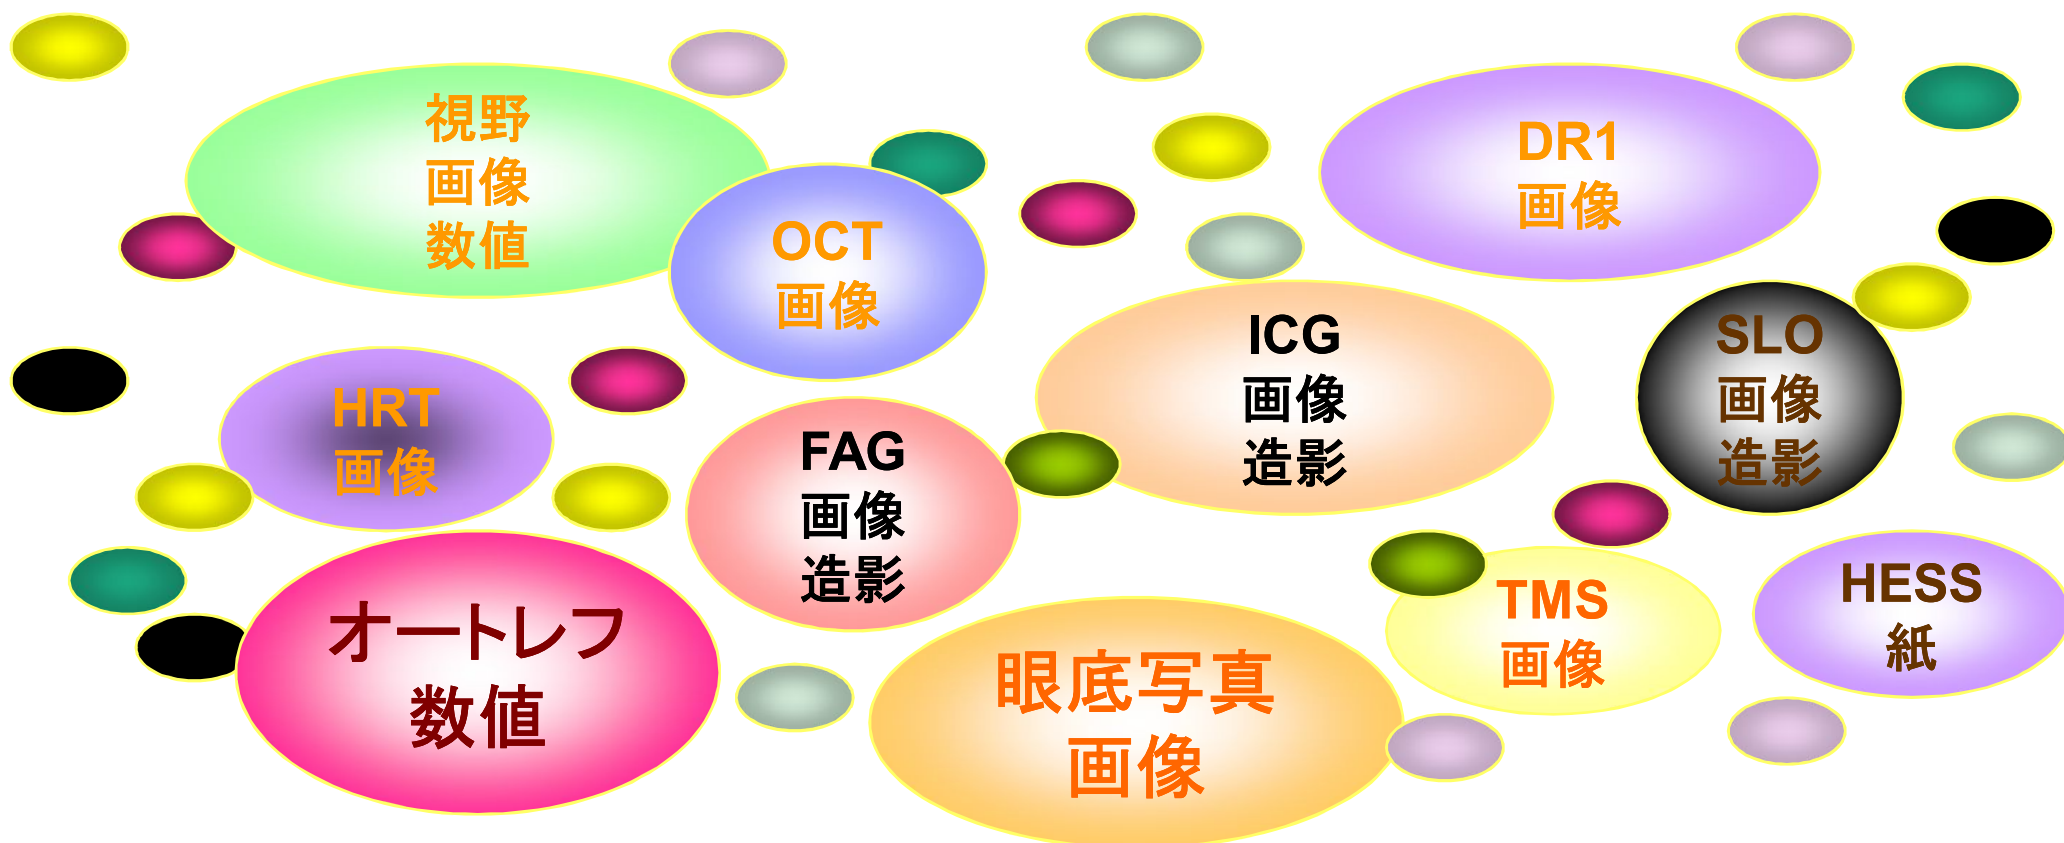 視野
画像
数値
OCT
画像
DR1
画像
ICG
画像
造影
SLO
画像
造影
HRT
画像
FAG
画像
造影
オートレフ
数値
眼底写真
画像
TMS
画像
HESS
紙